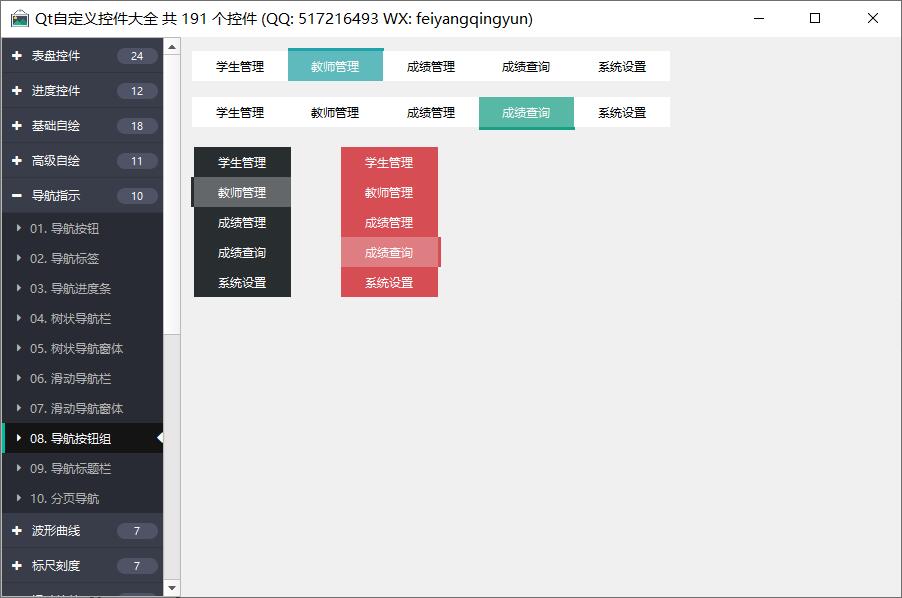 Qt自定义控件大全 共 191 个控件 (QQ: 517216493 WX: feiyangqingyun)
表盘控件 24
进度控件 12
基础自绘 18
高级自绘 11
导航指示 10
01. 导航按钮
02. 导航标签
03. 导航进度条
04. 树状导航栏
05. 树状导航窗体
06. 滑动导航栏
07. 滑动导航窗体
08. 导航按钮组
09. 导航标题栏
10. 分页导航
波形曲线 7
标尺刻度 7
学生管理 教师管理 成绩管理 成绩查询 系统设置
学生管理 教师管理 成绩管理 成绩查询 系统设置
学生管理
教师管理
成绩管理
成绩查询
系统设置
学生管理
教师管理
成绩管理
成绩查询
系统设置